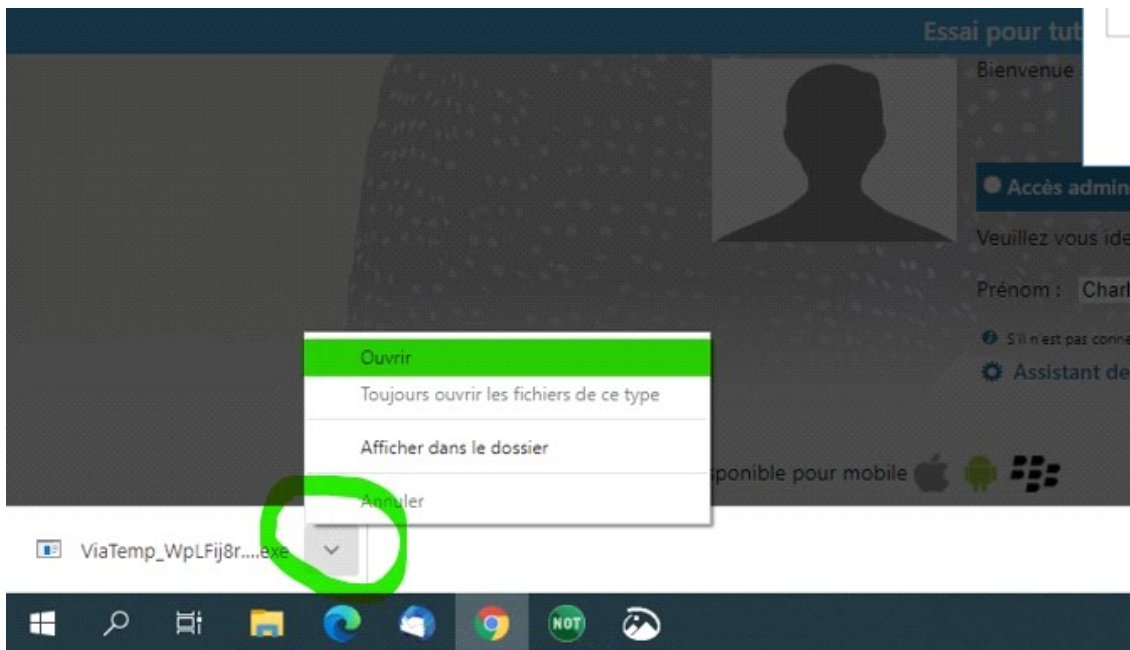 Essai pour tut
Bienvenue
Accès admin
Veuillez vous ide
Prénom : Charl
S'il n'est pas conne
Assistant de
Ouvrir
Toujours ouvrir les fichiers de ce type
Afficher dans le dossier
Annuler
sponible pour mobile
ViaTemp_WpLFij8r....exe
NOT